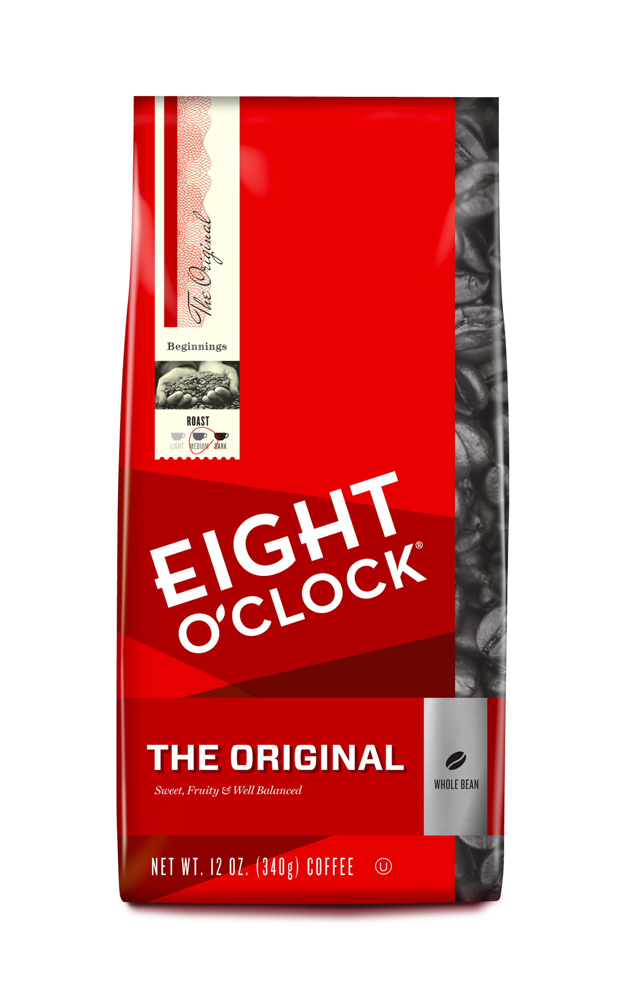 The Original
Beginnings
ROAST
LIGHT MEDIUM DARK
EIGHT
O'CLOCK®
THE ORIGINAL
Sweet, Fruity & Well Balanced
WHOLE BEAN
NET WT. 12 OZ. (340g) COFFEE U